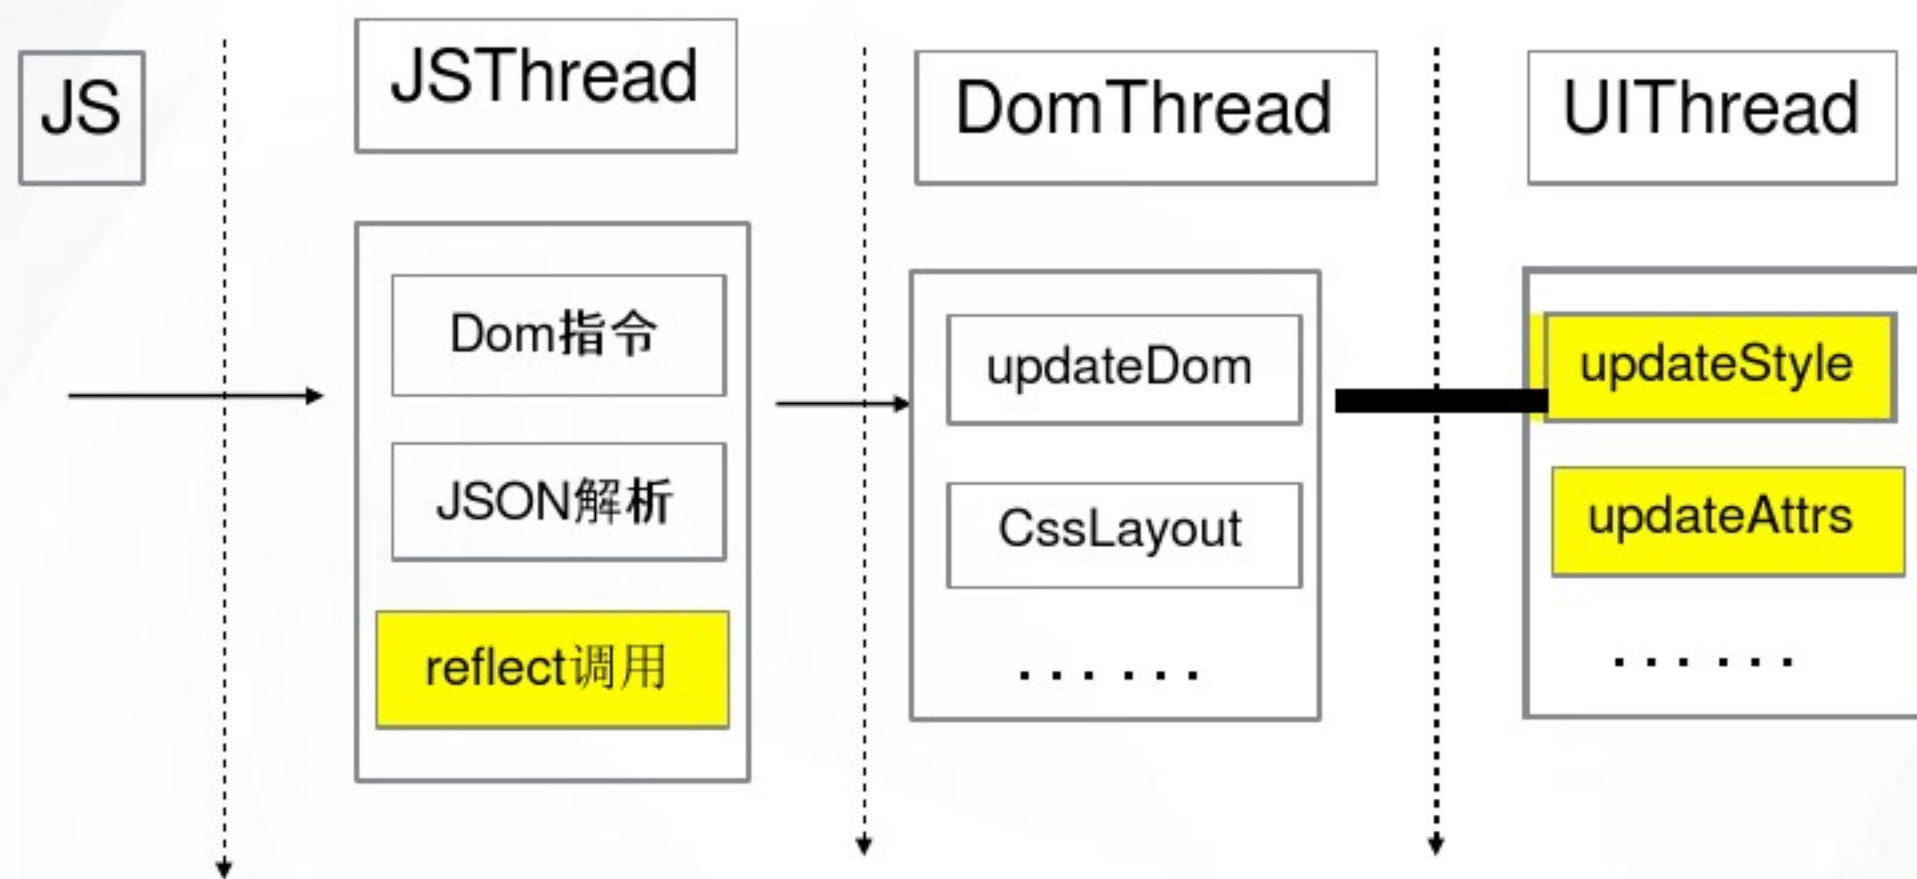 JS
JSThread
DomThread
UIThread
Dom指令
JSON解析
reflect调用
updateDom
CssLayout
......
updateStyle
updateAttrs
......